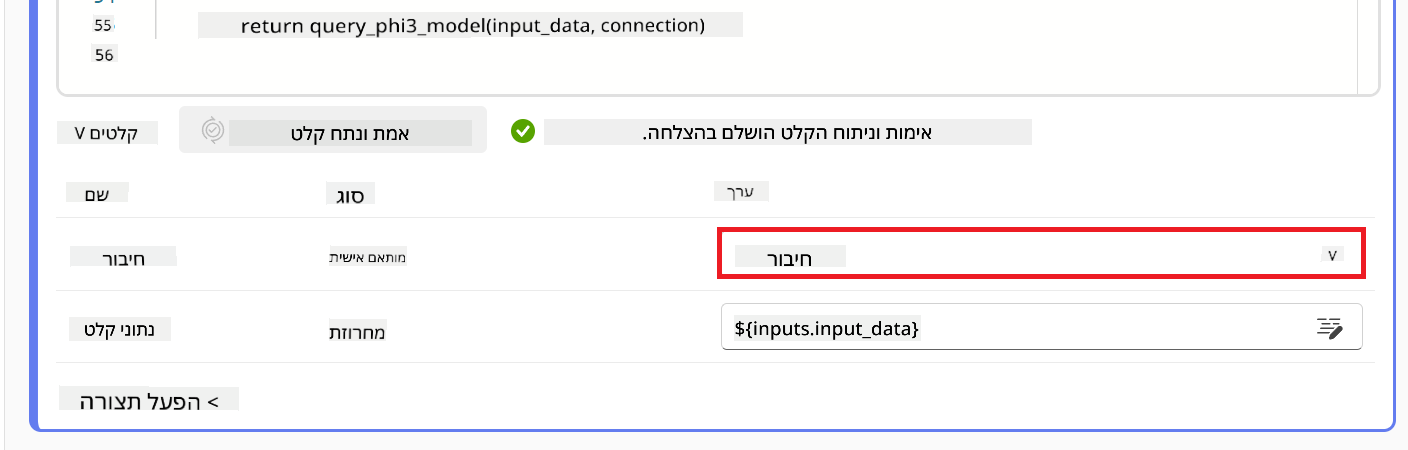 55 return query_phi3_model(input_data, connection)
56
קלטים V
אמת ונתח קלט
אימות וניתוח הקלט הושלם בהצלחה.
שם סוג ערך
חיבור מותאם אישית חיבור V
נתוני קלט מחרוזת ${inputs.input_data}
הפעל תצורה >